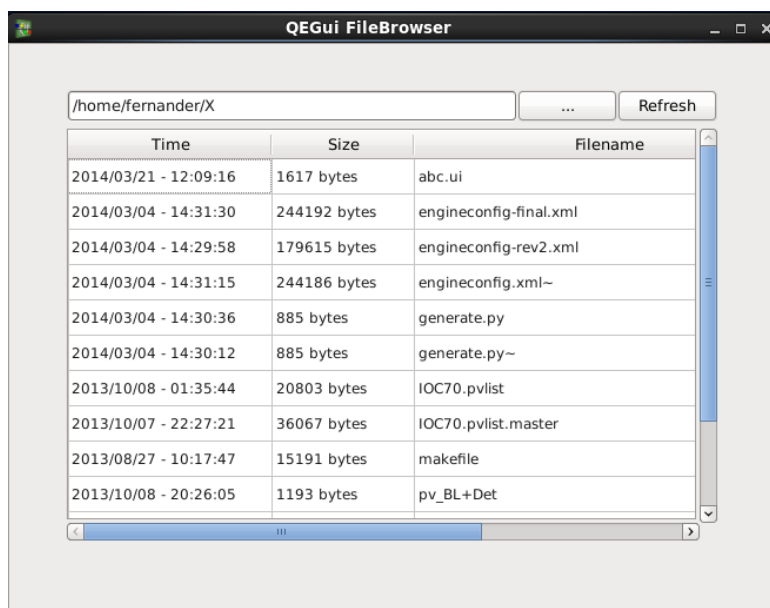 QEGui FileBrowser
/home/fernander/X ... Refresh
Time Size Filename
2014/03/21 - 12:09:16 1617 bytes abc.ui
2014/03/04 - 14:31:30 244192 bytes engineconfig-final.xml
2014/03/04 - 14:29:58 179615 bytes engineconfig-rev2.xml
2014/03/04 - 14:31:15 244186 bytes engineconfig.xml~
2014/03/04 - 14:30:36 885 bytes generate.py
2014/03/04 - 14:30:12 885 bytes generate.py~
2013/10/08 - 01:35:44 20803 bytes IOC70.pvlist
2013/10/07 - 22:27:21 36067 bytes IOC70.pvlist.master
2013/08/27 - 10:17:47 15191 bytes makefile
2013/10/08 - 20:26:05 1193 bytes pv_BL+Det